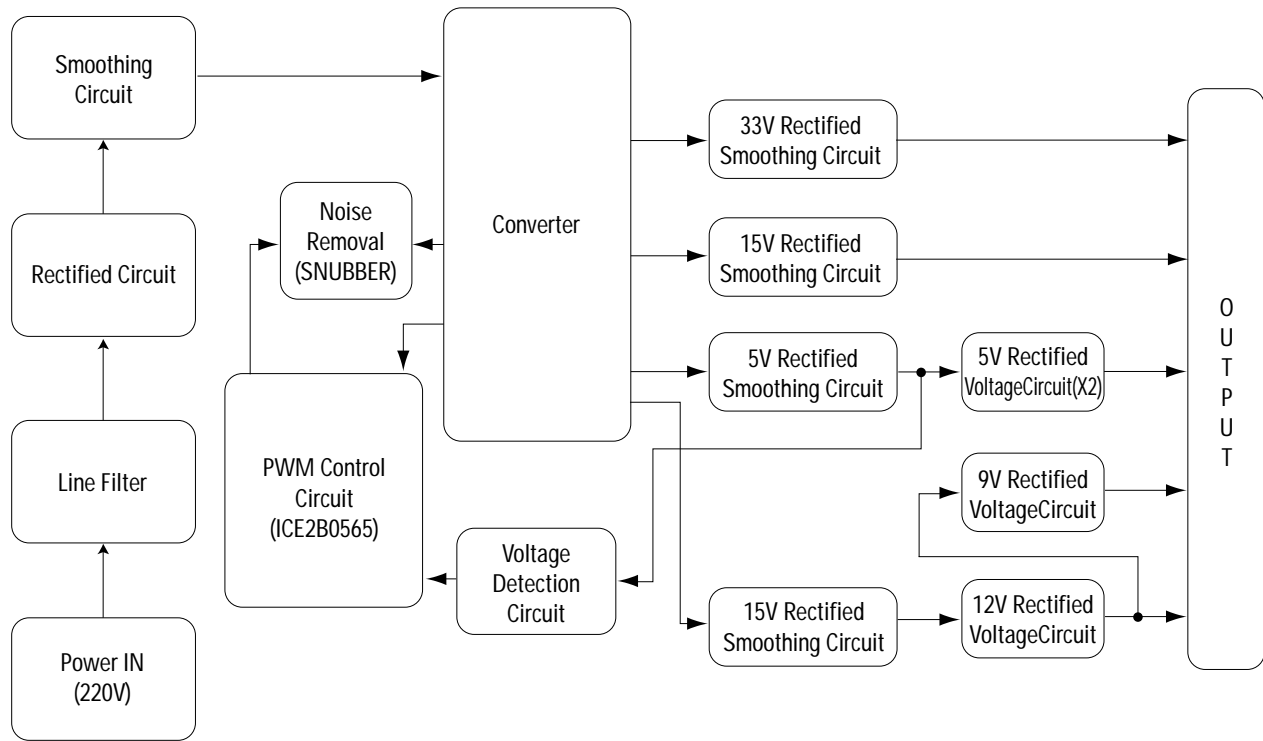 Smoothing
Circuit
Rectified Circuit
Line Filter
Power IN
(220V)
Noise
Removal
(SNUBBER)
PWM Control
Circuit
(ICE2B0565)
Converter
Voltage
Detection
Circuit
33V Rectified
Smoothing Circuit
15V Rectified
Smoothing Circuit
5V Rectified
Smoothing Circuit
15V Rectified
Smoothing Circuit
5V Rectified
VoltageCircuit(X2)
9V Rectified
VoltageCircuit
12V Rectified
VoltageCircuit
O
U
T
P
U
T